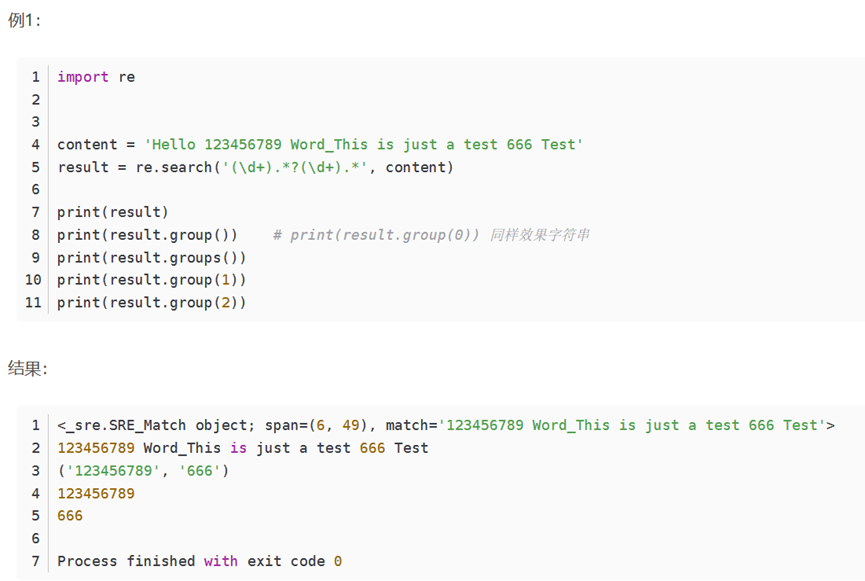 例1：
1 import re
2
3
4 content = 'Hello 123456789 Word_This is just a test 666 Test'
5 result = re.search('(\d+).*?(\d+).*', content)
6
7 print(result)
8 print(result.group())    # print(result.group(0)) 同样效果字符串
9 print(result.groups())
10 print(result.group(1))
11 print(result.group(2))
结果：
1 <_sre.SRE_Match object; span=(6, 49), match='123456789 Word_This is just a test 666 Test'>
2 123456789 Word_This is just a test 666 Test
3 ('123456789', '666')
4 123456789
5 666
6
7 Process finished with exit code 0